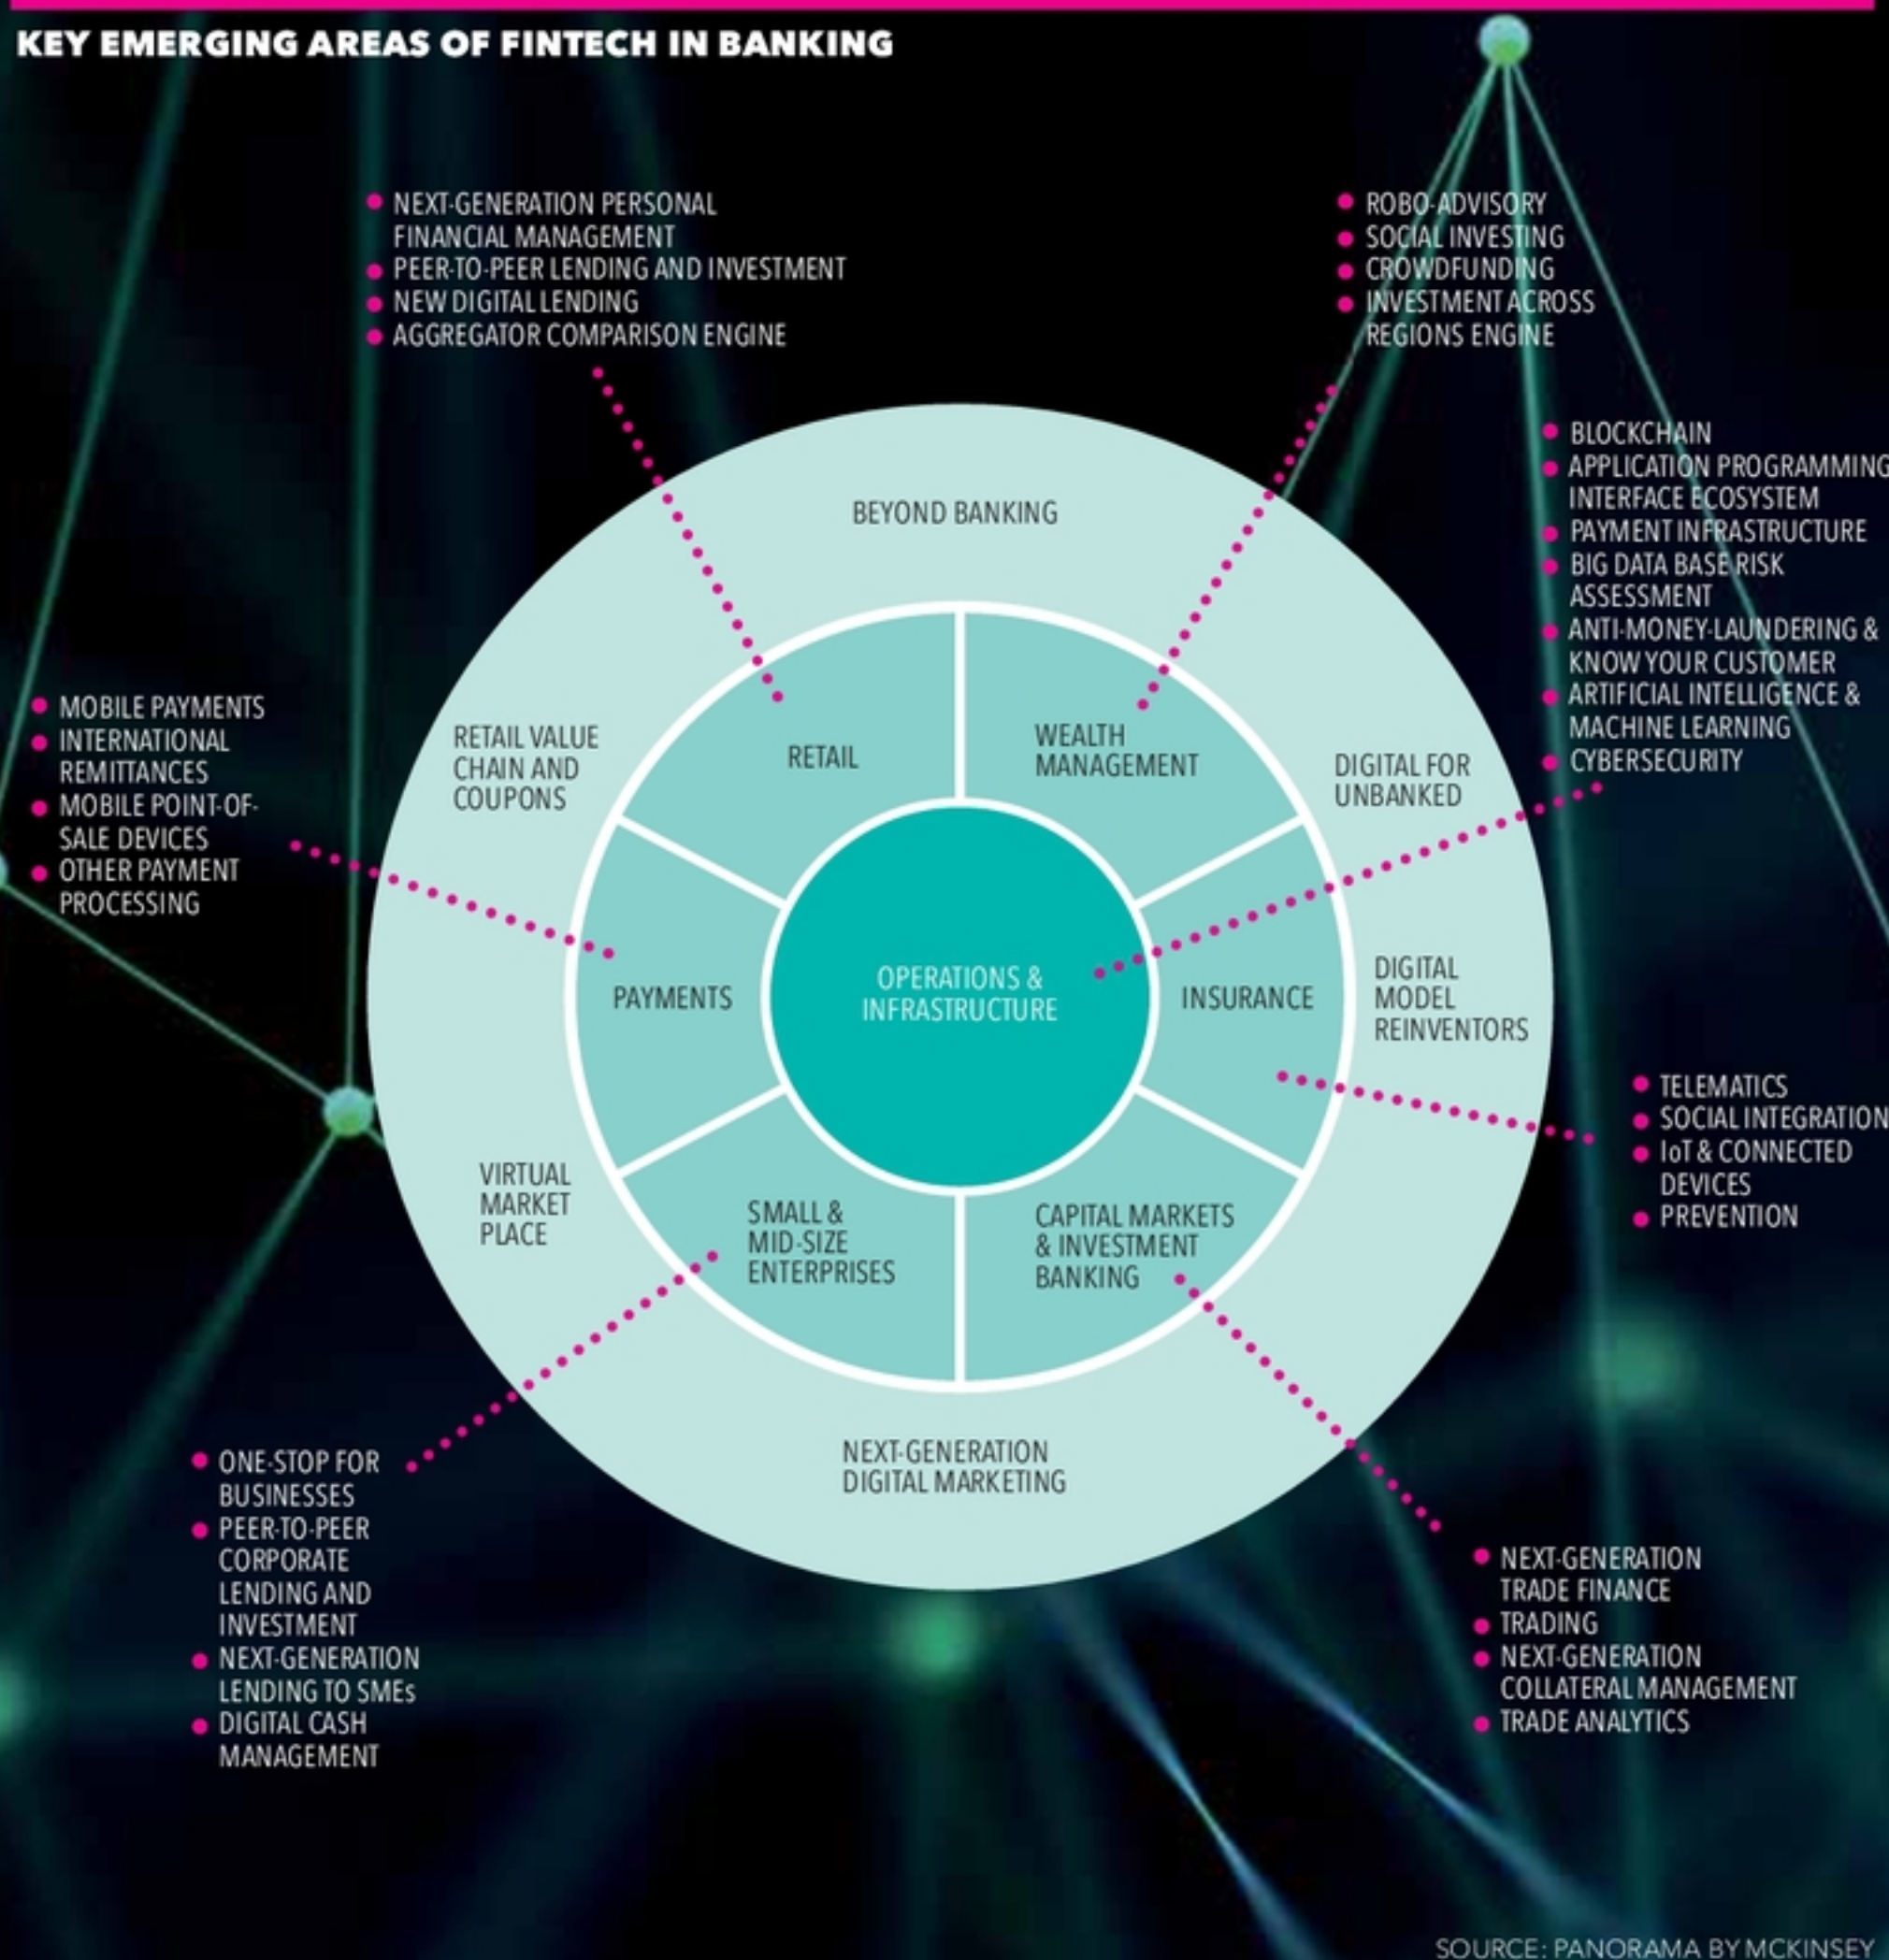 KEY EMERGING AREAS OF FINTECH IN BANKING
NEXT-GENERATION PERSONAL
FINANCIAL MANAGEMENT
PEER-TO-PEER LENDING AND INVESTMENT
NEW DIGITAL LENDING
AGGREGATOR COMPARISON ENGINE
ROBO-ADVISORY
SOCIAL INVESTING
CROWDFUNDING
INVESTMENT ACROSS
REGIONS ENGINE
BLOCKCHAIN
APPLICATION PROGRAMMING
INTERFACE ECOSYSTEM
PAYMENT INFRASTRUCTURE
BIG DATA BASE RISK
ASSESSMENT
ANTI-MONEY-LAUNDERING &
KNOW YOUR CUSTOMER
ARTIFICIAL INTELLIGENCE &
MACHINE LEARNING
CYBERSECURITY
MOBILE PAYMENTS
INTERNATIONAL
REMITTANCES
MOBILE POINT-OF-
SALE DEVICES
OTHER PAYMENT
PROCESSING
BEYOND BANKING
RETAIL VALUE
CHAIN AND
COUPONS
RETAIL
WEALTH
MANAGEMENT
DIGITAL FOR
UNBANKED
PAYMENTS
OPERATIONS &
INFRASTRUCTURE
INSURANCE
DIGITAL
MODEL
REINVENTORS
VIRTUAL
MARKET
PLACE
SMALL &
MID-SIZE
ENTERPRISES
CAPITAL MARKETS
& INVESTMENT
BANKING
NEXT-GENERATION
DIGITAL MARKETING
TELEMATICS
SOCIAL INTEGRATION
IoT & CONNECTED
DEVICES
PREVENTION
ONE-STOP FOR
BUSINESSES
PEER-TO-PEER
CORPORATE
LENDING AND
INVESTMENT
NEXT-GENERATION
LENDING TO SMEs
DIGITAL CASH
MANAGEMENT
NEXT-GENERATION
TRADE FINANCE
TRADING
NEXT-GENERATION
COLLATERAL MANAGEMENT
TRADE ANALYTICS
SOURCE: PANORAMA BY MCKINSEY